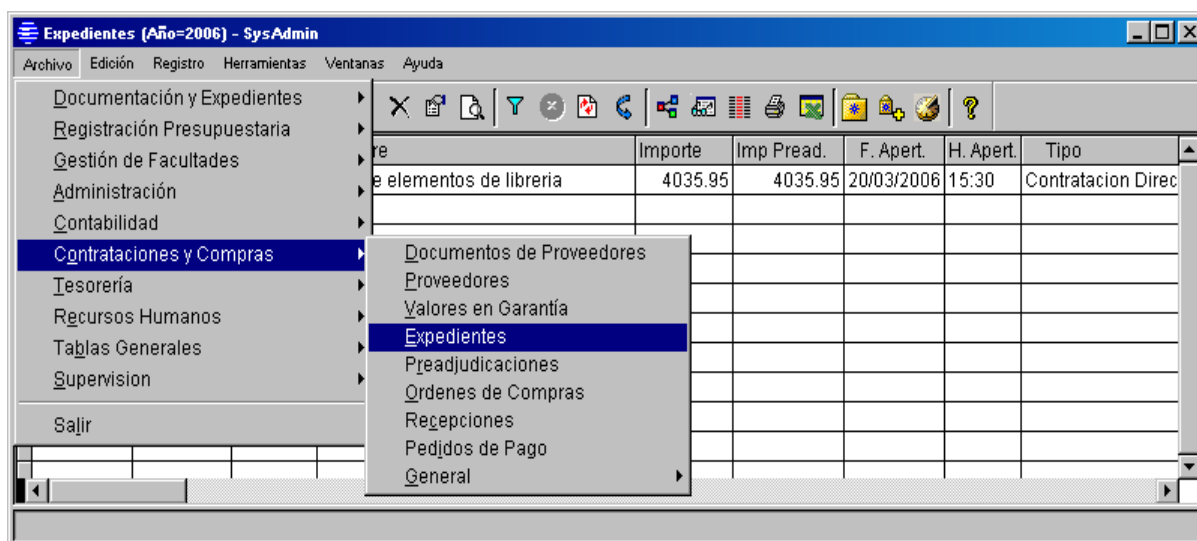 Expedientes (Año=2006) - SysAdmin
Archivo Edición Registro Herramientas Ventanas Ayuda
Documentación y Expedientes
Registración Presupuestaria
Gestión de Facultades
Administración
Contabilidad
Contrataciones y Compras
Tesorería
Recursos Humanos
Tablas Generales
Supervision
Salir
re Importe Imp Pread. F. Apert. H. Apert. Tipo
e elementos de libreria 4035.95 4035.95 20/03/2006 15:30 Contratacion Direc
Documentos de Proveedores
Proveedores
Valores en Garantía
Expedientes
Preadjudicaciones
Ordenes de Compras
Recepciones
Pedidos de Pago
General